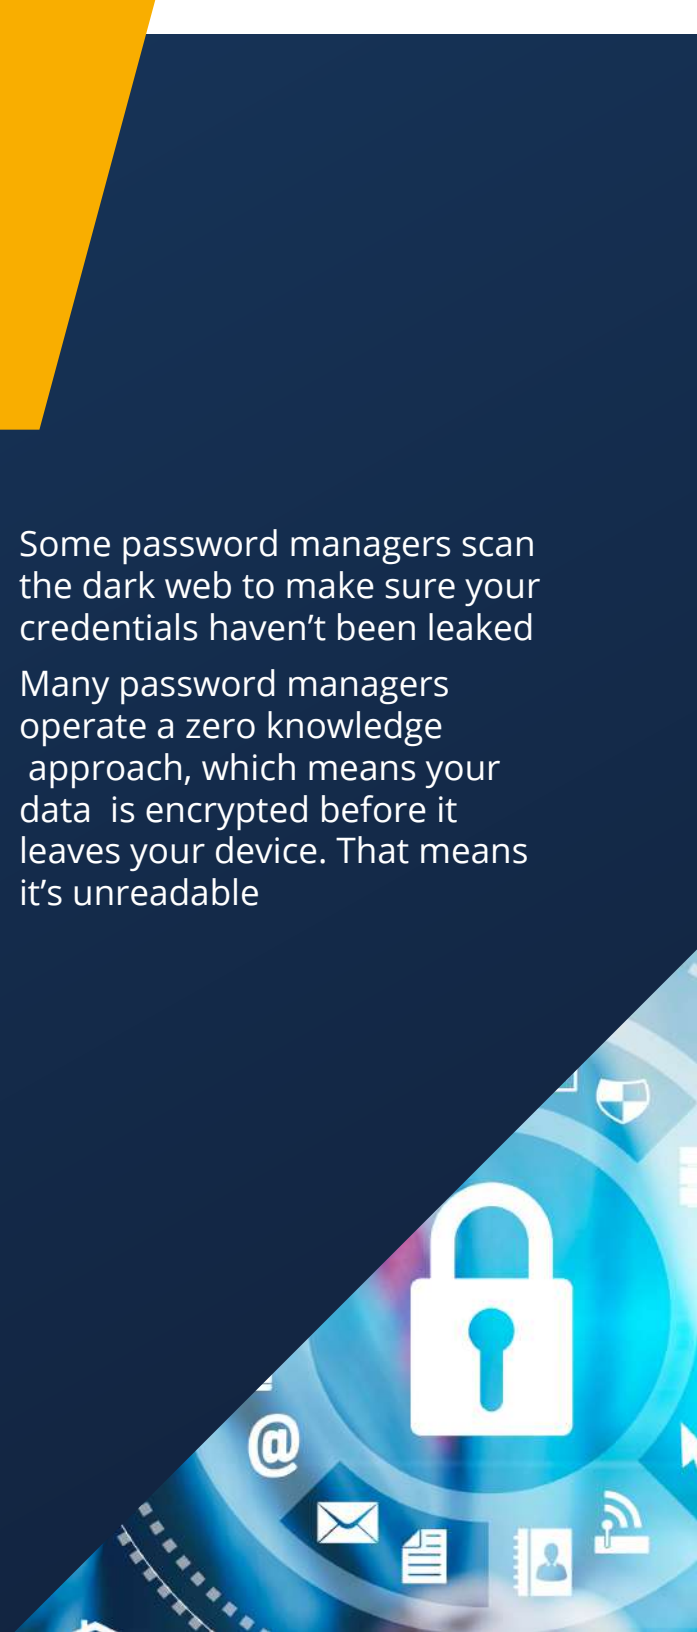 Some password managers scan
the dark web to make sure your
credentials haven’t been leaked
Many password managers
operate a zero knowledge
approach, which means your
data  is encrypted before it
leaves your device. That means
it’s unreadable
@